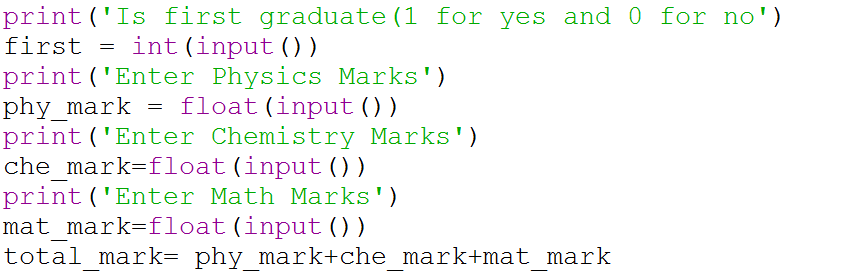 print('Is first graduate(1 for yes and 0 for no')
first = int(input())
print('Enter Physics Marks')
phy_mark = float(input())
print('Enter Chemistry Marks')
che_mark=float(input())
print('Enter Math Marks')
mat_mark=float(input())
total_mark= phy_mark+che_mark+mat_mark